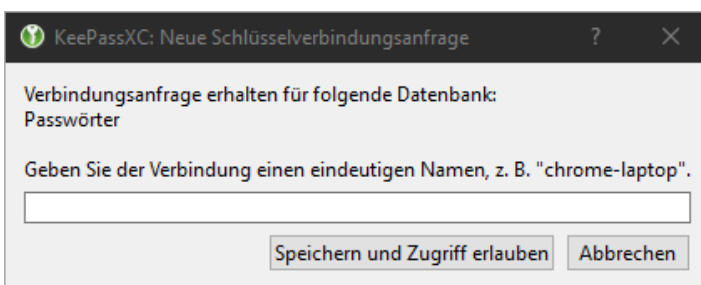 KeePassXC: Neue Schlüsselverbindungsanfrage
Verbindungsanfrage erhalten für folgende Datenbank:
Passwörter
Geben Sie der Verbindung einen eindeutigen Namen, z. B. "chrome-laptop".
Speichern und Zugriff erlauben Abbrechen